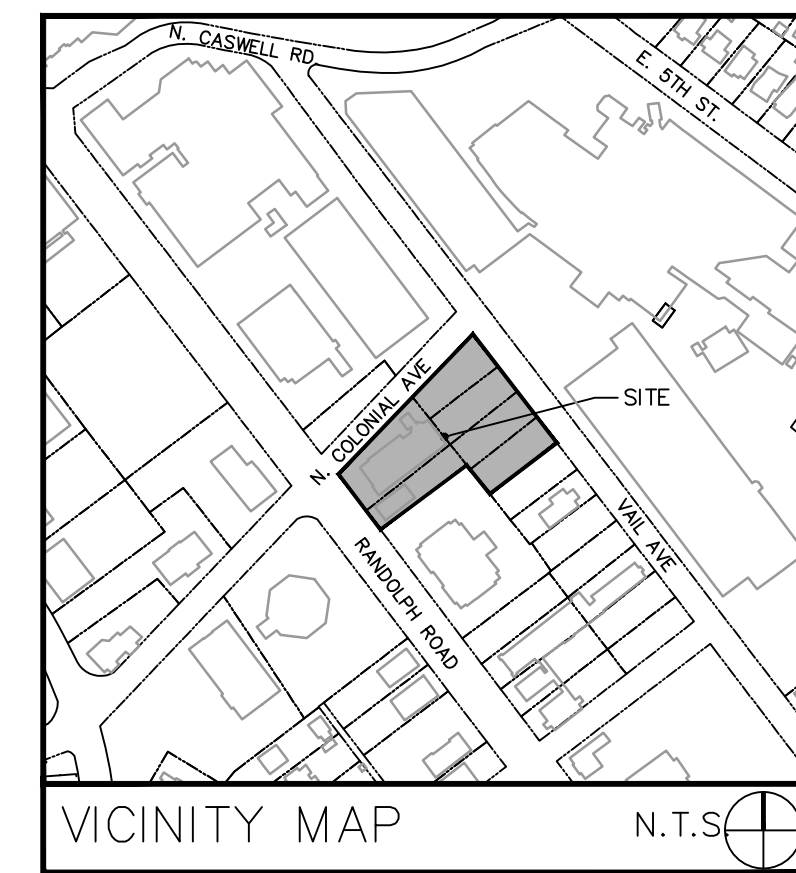 N. CASWELL RD
E. 5TH ST.
N. COLONIAL AVE
SITE
VAIL AVE
RANDOLPH ROAD
VICINITY MAP
N.T.S.